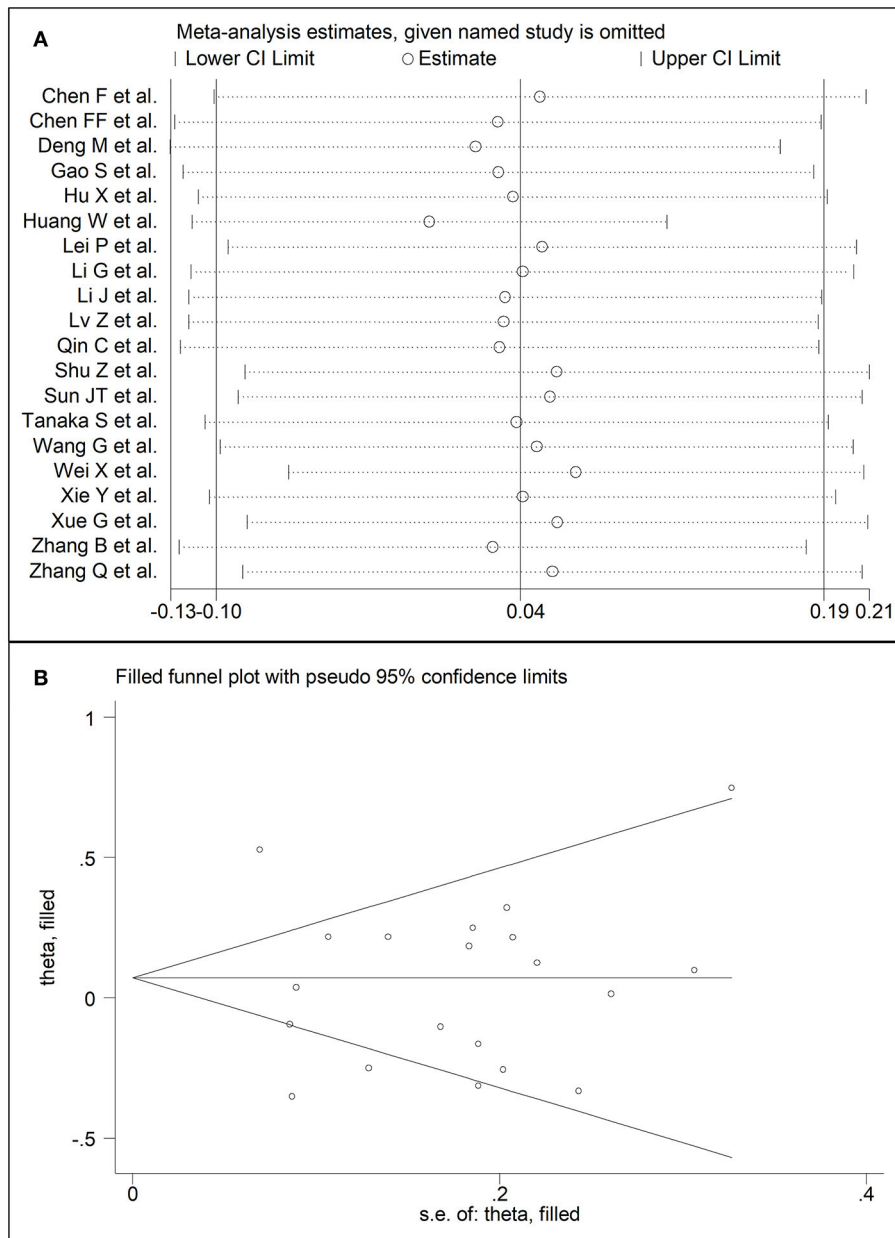 A
Meta-analysis estimates, given named study is omitted
Lower CI Limit Estimate Upper CI Limit
Chen F et al.
Chen FF et al.
Deng M et al.
Gao S et al.
Hu X et al.
Huang W et al.
Lei P et al.
Li G et al.
Li J et al.
Lv Z et al.
Qin C et al.
Shu Z et al.
Sun JT et al.
Tanaka S et al.
Wang G et al.
Wei X et al.
Xie Y et al.
Xue G et al.
Zhang B et al.
Zhang Q et al.
-0.13 -0.10 0.04 0.19 0.21
B
Filled funnel plot with pseudo 95% confidence limits
1
.5
0
-.5
theta, filled
0 .2 .4
s.e. of: theta, filled